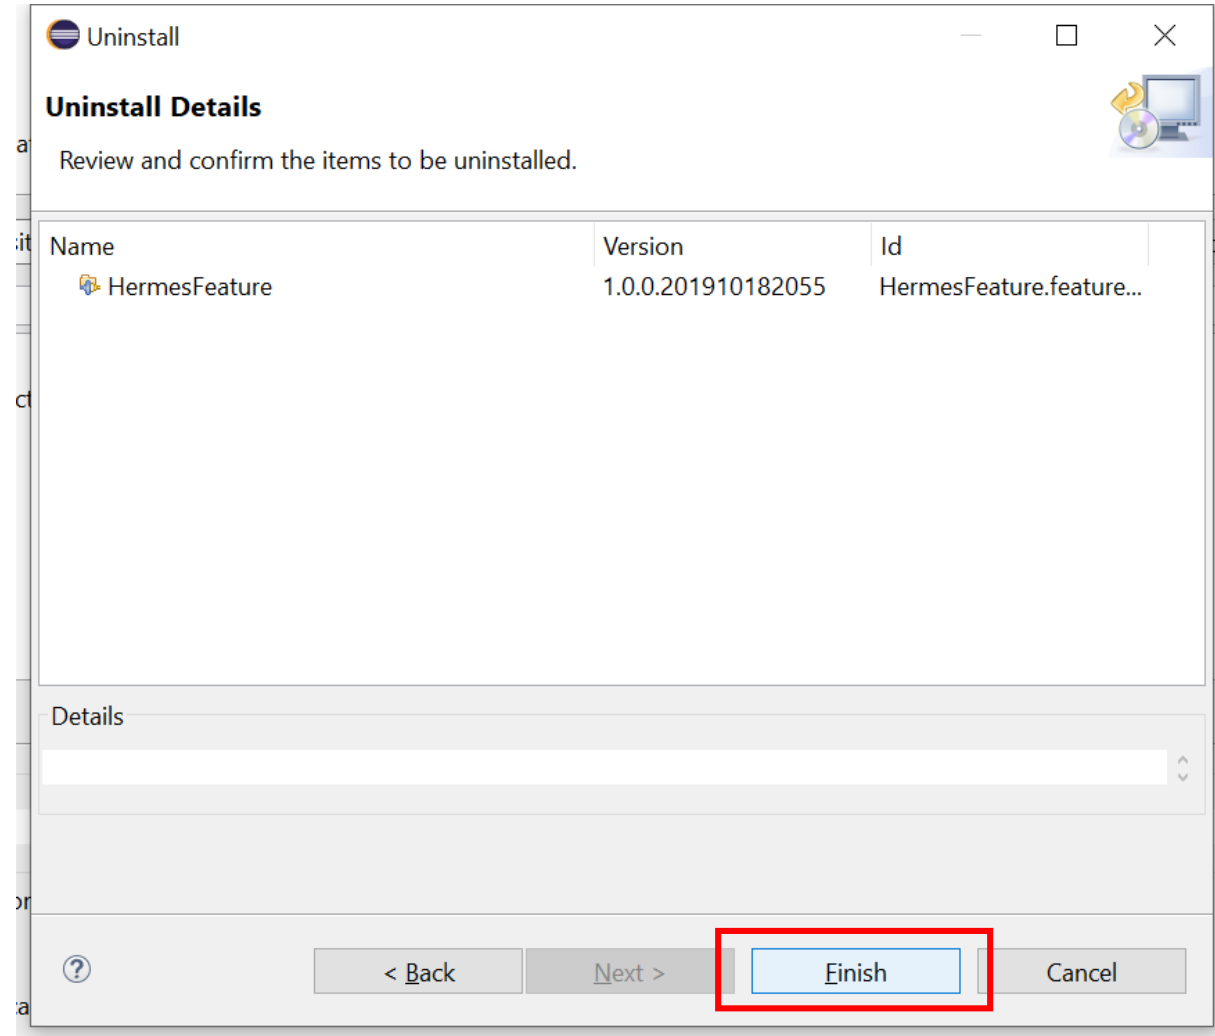 Uninstall
Uninstall Details
Review and confirm the items to be uninstalled.
Name Version Id
HermesFeature 1.0.0.201910182055 HermesFeature.feature...
Details
< Back Next > Finish Cancel